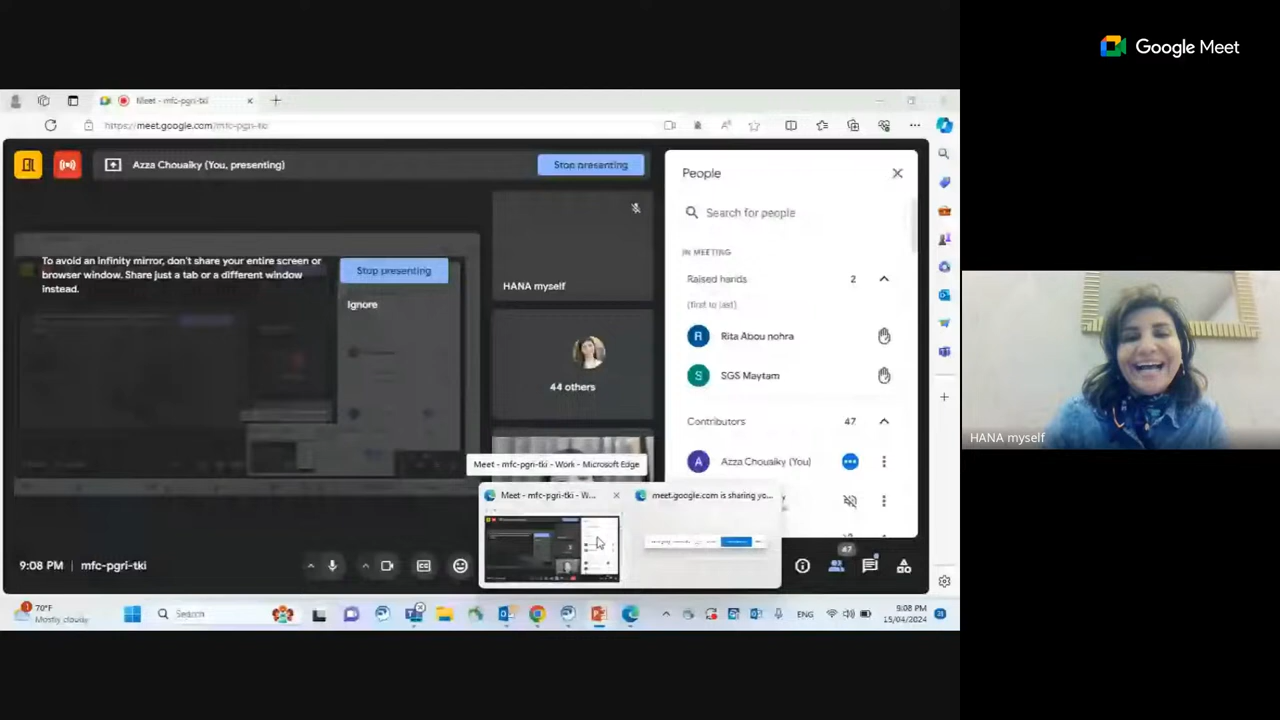 Google Meet
Meet - mfc-pgri-tki
https://meet.google.com/mfc-pgri-tki
Azza Chouaiky (You, presenting)
Stop presenting
People
Search for people
To avoid an infinity mirror, don't share your entire screen or
browser window. Share just a tab or a different window
instead.
Stop presenting
Ignore
HANA myself
44 others
IN MEETING
Raised hands
2
(first to last)
R
Rita Abou nohra
S
SGS Maytam
Contributors
47
A
Azza Chouaiky (You)
Meet - mfc-pgri-tki - Work - Microsoft Edge
Meet - mfc-pgri-tki - W...
meet.google.com is sharing yo...
9:08 PM | mfc-pgri-tki
47
70°F
Mostly cloudy
Search
ENG
9:08 PM
15/04/2024
HANA myself